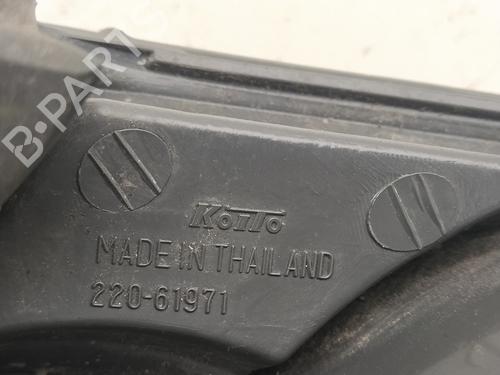 B-PARTS
KOITO
MADE IN THAILAND
220-61971